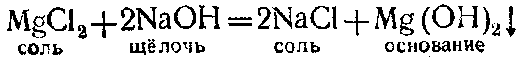 MgCl₂+2NaOH=2NaCl+Mg(OH)₂↓
соль щёлочь соль основание